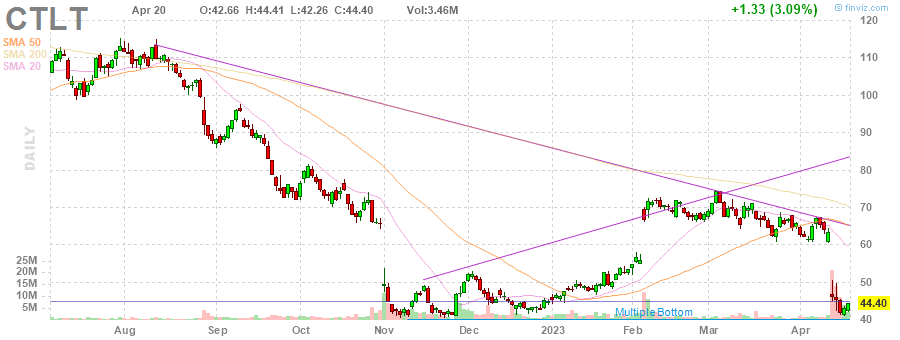 CTLT Apr 20 O:42.66 H:44.41 L:42.26 C:44.40 Vol:3.46M +1.33 (3.09%) @ finviz.com
SMA 50
SMA 200
SMA 20
DAILY
120
110
100
90
80
70
60
50
44.40
40
25M
20M
15M
10M
5M
Multiple Bottom
Aug Sep Oct Nov Dec 2023 Feb Mar Apr